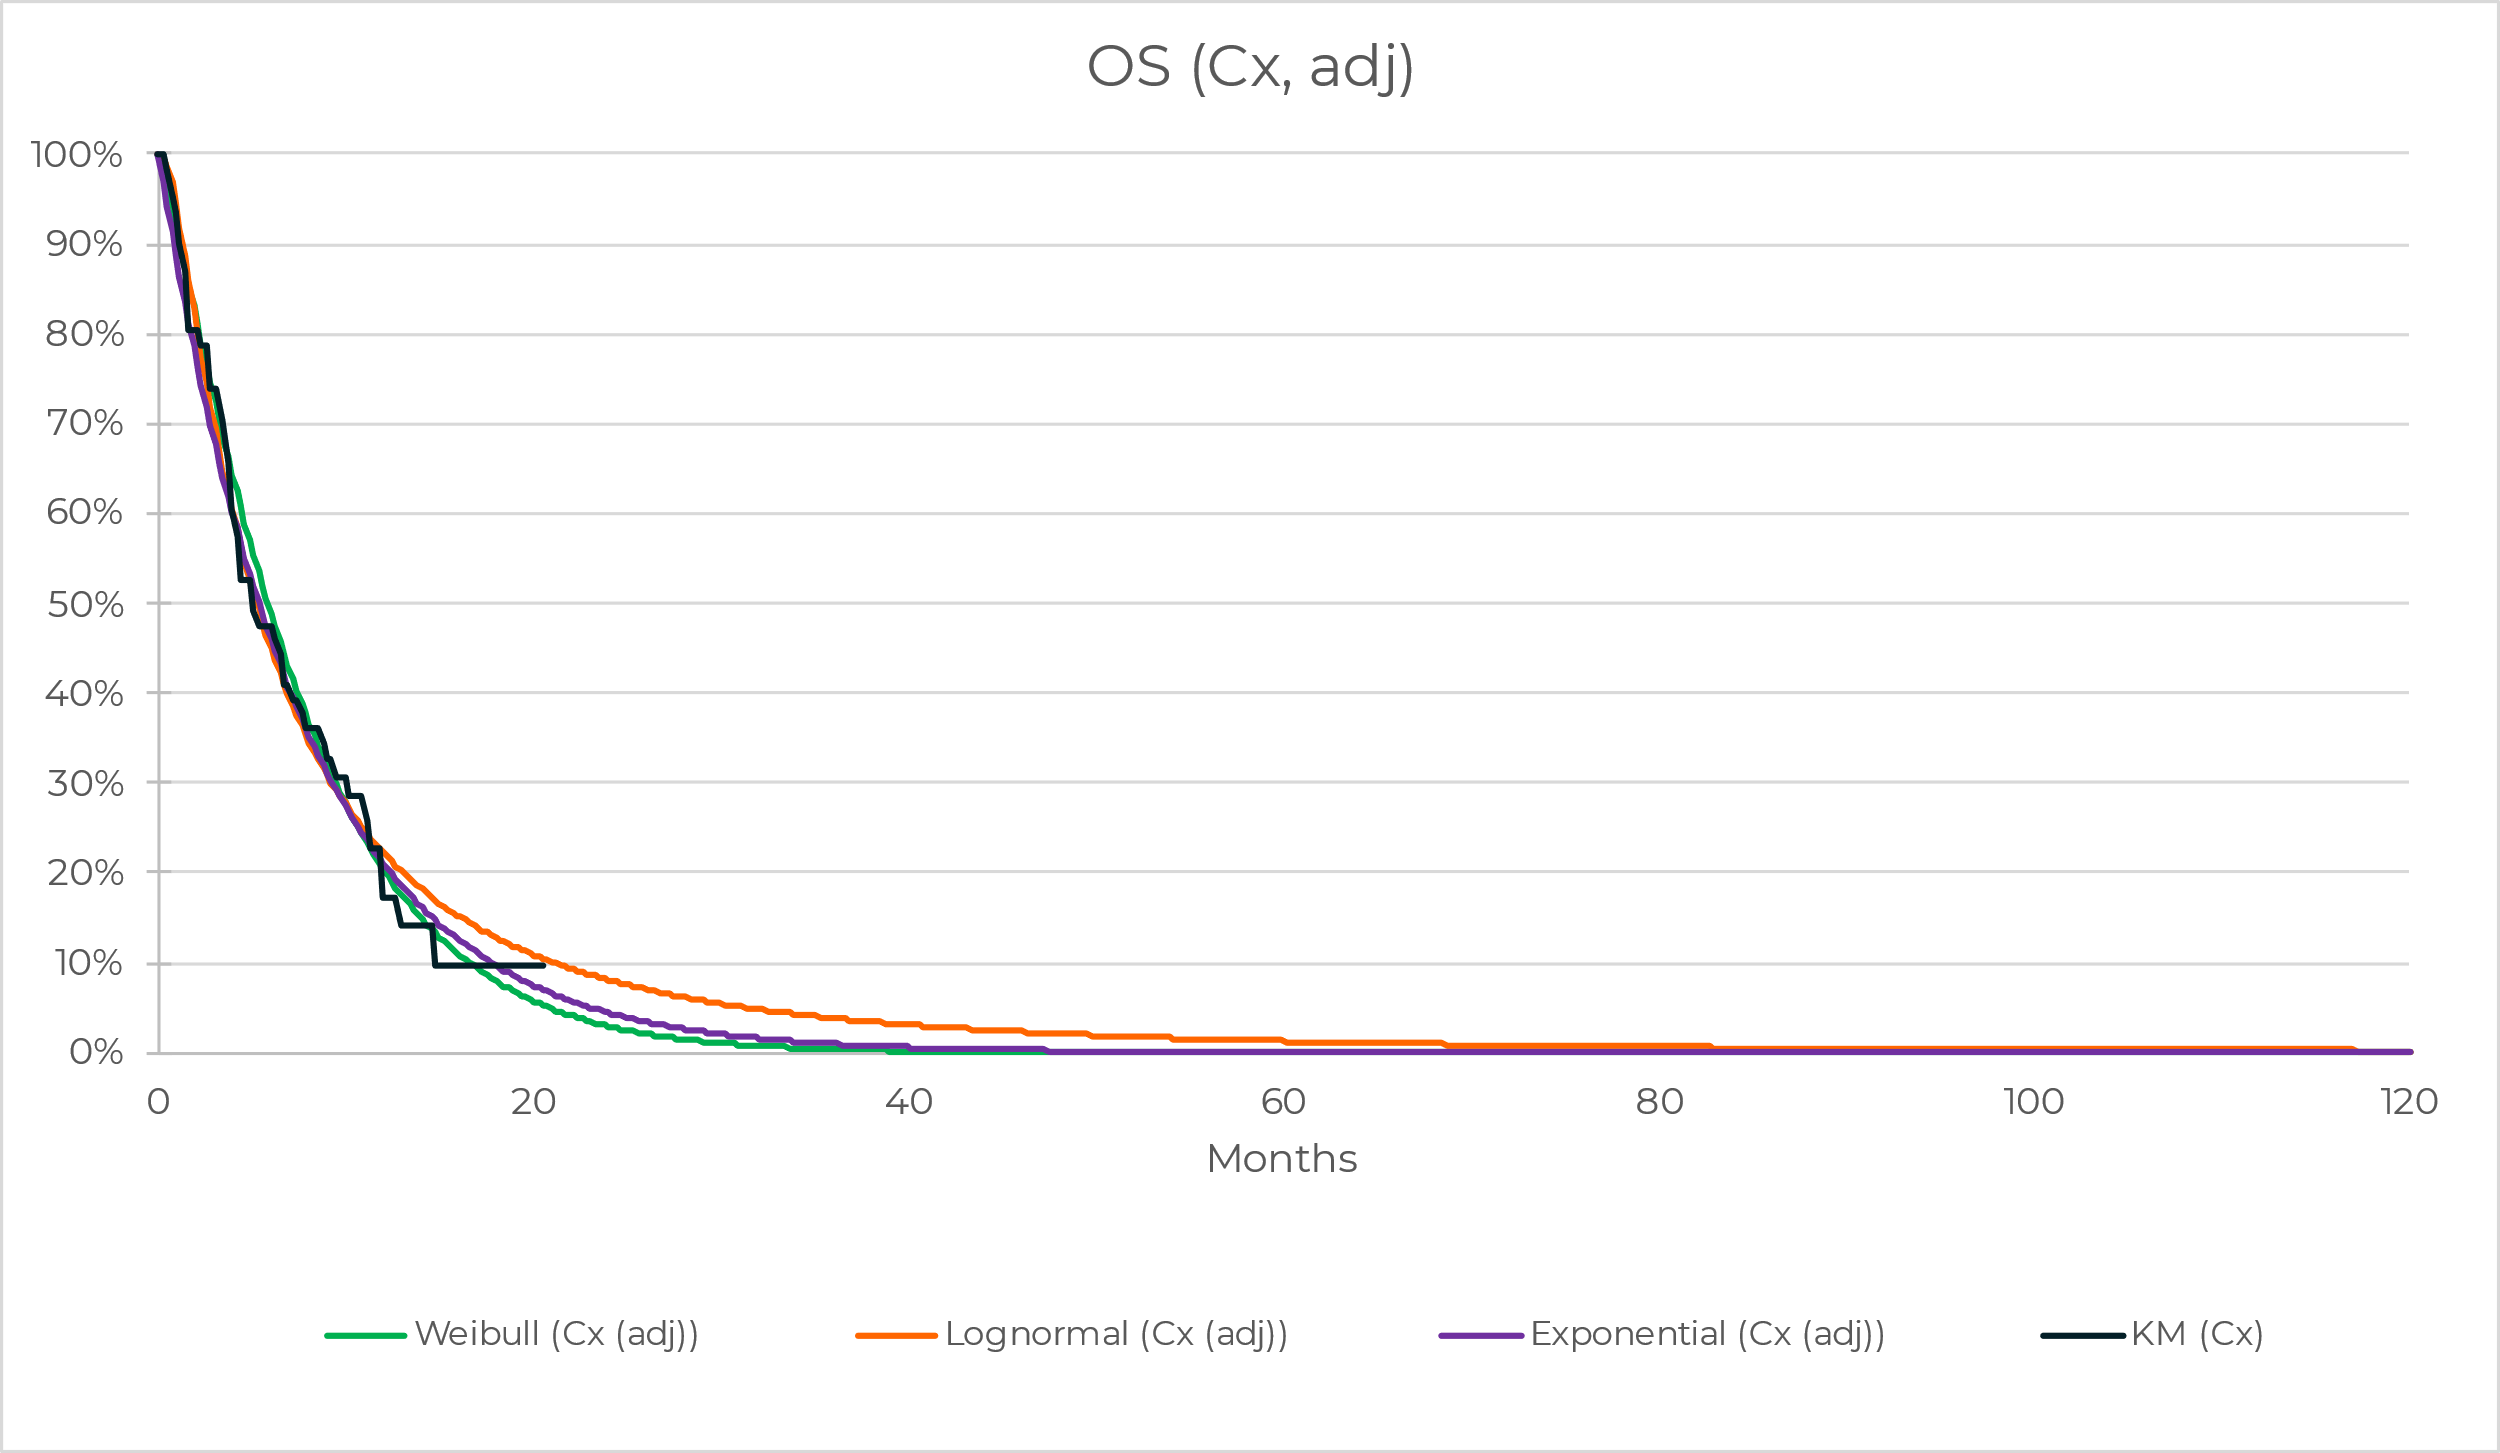 OS (Cx, adj)
100%
90%
80%
70%
60%
50%
40%
30%
20%
10%
0%
0 20 40 60 80 100 120
Months
Weibull (Cx (adj)) Lognormal (Cx (adj)) Exponential (Cx (adj)) KM (Cx)